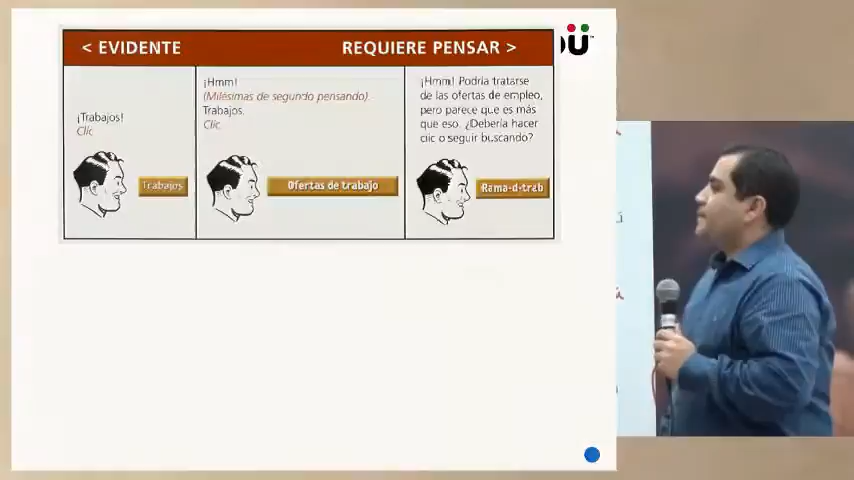 < EVIDENTE
REQUIERE PENSAR >
¡Trabajos!
Clic
Trabajos
¡Hmm!
(Milésimas de segundo pensando).
Trabajos.
Clic
Ofertas de trabajo
¡Hmm! Podría tratarse
de las ofertas de empleo,
pero parece que es más
que eso. ¿Debería hacer
clic o seguir buscando?
Rama-d-trab